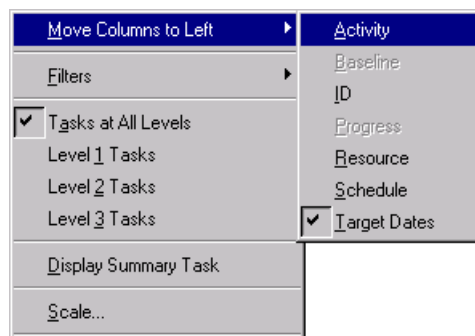 Move Columns to Left
Filters
Tasks at All Levels
Level 1 Tasks
Level 2 Tasks
Level 3 Tasks
Display Summary Task
Scale...
Activity
Baseline
ID
Progress
Resource
Schedule
Target Dates